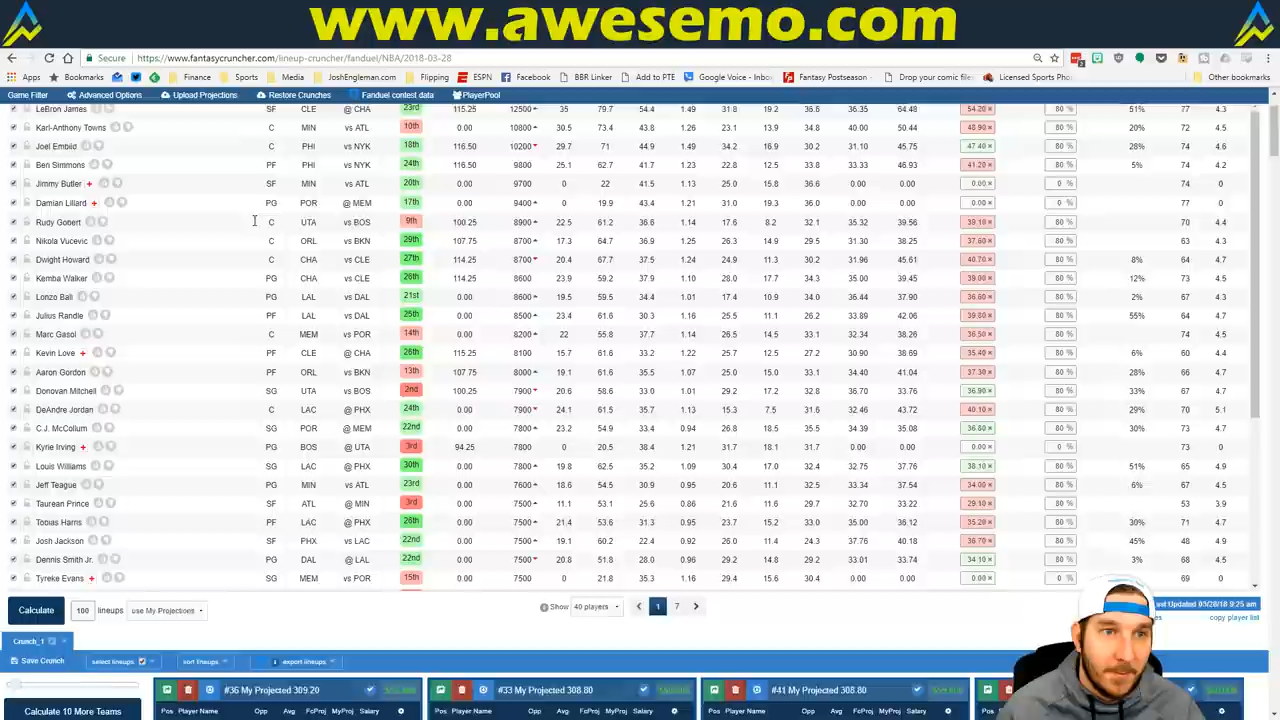 www.awesemo.com
Secure https://www.fantasycruncher.com/lineup-cruncher/fanduel/NBA/2018-03-28
Apps Bookmarks Finance Sports Media JoshEngleman.com Flipping ESPN Facebook BBR Linker Add to PTE Google Voice - Inbox Fantasy Postseason Drop your comic files Licensed Sports Pho Other bookmarks
Game Filter Advanced Options Upload Projections Restore Crunches Fanduel contest data PlayerPool
LeBron James SF CLE @ CHA 23rd 115.25 12500 35 79.7 54.4 1.49 31.8 19.2 36.6 36.35 64.48 54.20 × 80 % 51% 77 4.3
Karl-Anthony Towns C MIN vs ATL 10th 0.00 10800 30.5 73.4 43.8 1.26 23.1 13.9 34.8 40.00 50.44 48.90 × 80 % 20% 72 4.5
Joel Embiid C PHI vs NYK 18th 116.50 10200 29.7 71 44.9 1.49 34.2 16.9 30.2 31.10 45.75 47.40 × 80 % 28% 74 4.6
Ben Simmons PF PHI vs NYK 24th 116.50 9800 25.1 62.7 41.7 1.23 22.8 12.5 33.8 33.33 46.93 41.20 × 80 % 5% 74 4.2
Jimmy Butler + SF MIN vs ATL 20th 0.00 9700 0 22 41.5 1.13 25.0 15.8 36.6 0.00 0.00 0.00 × 0 % 74 0
Damian Lillard + PG POR @ MEM 17th 0.00 9400 0 19.9 43.4 1.21 31.0 19.3 36.0 0.00 0.00 0.00 × 0 % 77 0
Rudy Gobert C UTA vs BOS 9th 100.25 8900 22.5 61.2 36.6 1.14 17.6 8.2 32.1 35.32 39.56 39.10 × 80 % 70 4.4
Nikola Vucevic C ORL vs BKN 29th 107.75 8700 17.3 64.7 36.9 1.25 26.3 14.9 29.5 31.30 38.25 37.60 × 80 % 63 4.3
Dwight Howard C CHA vs CLE 27th 114.25 8700 20.4 67.7 37.5 1.24 24.9 11.3 30.2 31.96 45.61 40.70 × 80 % 8% 64 4.7
Kemba Walker PG CHA vs CLE 26th 114.25 8600 23.9 59.2 37.9 1.10 28.0 17.7 34.3 35.00 39.45 39.00 × 80 % 12% 73 4.5
Lonzo Ball PG LAL vs DAL 21st 0.00 8600 19.5 59.5 34.4 1.01 17.4 10.9 34.0 36.44 37.90 36.60 × 80 % 2% 67 4.3
Julius Randle PF LAL vs DAL 25th 0.00 8500 23.4 61.6 30.3 1.16 25.5 11.1 26.2 33.89 42.06 39.80 × 80 % 55% 64 4.7
Marc Gasol C MEM vs POR 14th 0.00 8200 22 55.8 37.7 1.14 26.5 14.5 33.1 32.34 38.26 36.50 × 80 % 74 4.5
Kevin Love + PF CLE @ CHA 26th 115.25 8100 15.7 61.6 33.2 1.22 25.7 12.5 27.2 30.90 38.69 35.40 × 80 % 6% 60 4.4
Aaron Gordon PF ORL vs BKN 13th 107.75 8000 19.1 61.6 35.5 1.07 25.0 15.0 33.2 34.40 41.04 37.30 × 80 % 28% 66 4.7
Donovan Mitchell SG UTA vs BOS 2nd 100.25 7900 20.6 58.6 33.0 1.01 29.2 17.2 32.8 36.70 33.76 36.90 × 80 % 33% 67 4.7
DeAndre Jordan C LAC @ PHX 24th 0.00 7900 24.1 61.5 35.7 1.13 15.3 7.5 31.6 32.46 43.72 40.10 × 80 % 29% 70 5.1
C.J. McCollum SG POR @ MEM 22nd 0.00 7800 23.2 54.9 33.4 0.94 26.8 18.5 35.5 34.39 35.08 36.80 × 80 % 30% 73 4.7
Kyrie Irving + PG BOS @ UTA 3rd 94.25 7800 0 20.5 38.4 1.21 31.7 18.1 31.7 0.00 0.00 0.00 × 0 % 73 0
Louis Williams SG LAC @ PHX 30th 0.00 7800 19.8 62.5 35.2 1.09 30.4 17.0 32.4 32.75 37.76 38.10 × 80 % 51% 65 4.9
Jeff Teague PG MIN vs ATL 23rd 0.00 7600 18.6 54.5 30.9 0.95 20.6 11.1 32.5 35.34 37.54 34.00 × 80 % 6% 67 4.5
Taurean Prince SF ATL @ MIN 3rd 0.00 7500 11.1 53.1 25.6 0.86 21.6 11.6 29.7 32.70 33.22 29.10 × 80 % 53 3.9
Tobias Harris PF LAC @ PHX 26th 0.00 7500 21.4 53.6 31.3 0.95 23.7 15.2 33.0 35.00 36.12 35.20 × 80 % 30% 71 4.7
Josh Jackson SF PHX vs LAC 22nd 0.00 7500 19.1 60.2 22.4 0.92 26.0 11.4 24.3 37.76 40.18 36.70 × 80 % 45% 48 4.9
Dennis Smith Jr. PG DAL @ LAL 22nd 0.00 7500 20.8 51.8 28.0 0.96 29.2 14.8 29.2 33.01 33.74 34.10 × 80 % 3% 68 4.5
Tyreke Evans + SG MEM vs POR 15th 0.00 7500 0 21.8 35.3 1.16 29.4 15.6 30.4 0.00 0.00 0.00 × 0 % 69 0
Calculate 100 lineups use My Projections Show 40 players 1 7 Last Updated 03/28/18 9:25 am
copy player list
Crunch_1
Save Crunch select lineups sort lineups export lineups
#36 My Projected 309.20 #33 My Projected 308.80 #41 My Projected 308.80
Calculate 10 More Teams Pos Player Name Opp Avg FcProj MyProj Salary Pos Player Name Opp Avg FcProj MyProj Salary Pos Player Name Opp Avg FcProj MyProj Salary Pos Player Name Opp Avg FcProj MyProj Salary